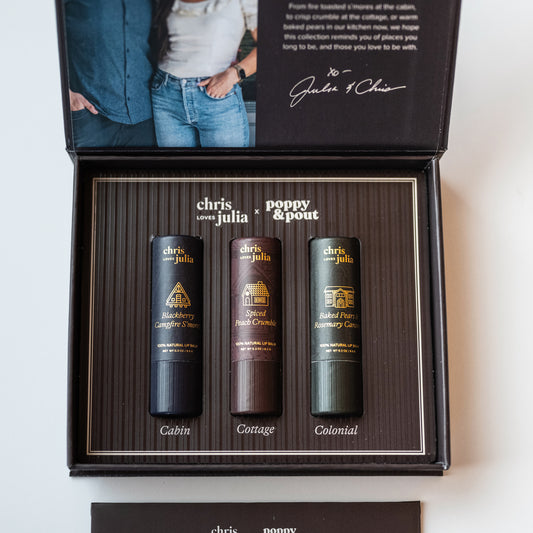 From fire toasted s'mores at the cabin,
to crisp crumble at the cottage, or warm
baked pears in our kitchen now, we hope
this collection reminds you of places you
long to be, and those you love to be with.
xo —
Julia & Chris
chris
LOVES julia x poppy
&pout
chris
LOVES julia
Blackberry
Campfire S'mores
100% NATURAL LIP BALM
chris
LOVES julia
Spiced
Peach Crumble
100% NATURAL LIP BALM
chris
LOVES julia
Baked Pear &
Rosemary
100% NATURAL LIP BALM
Cabin
Cottage
Colonial
chris poppy